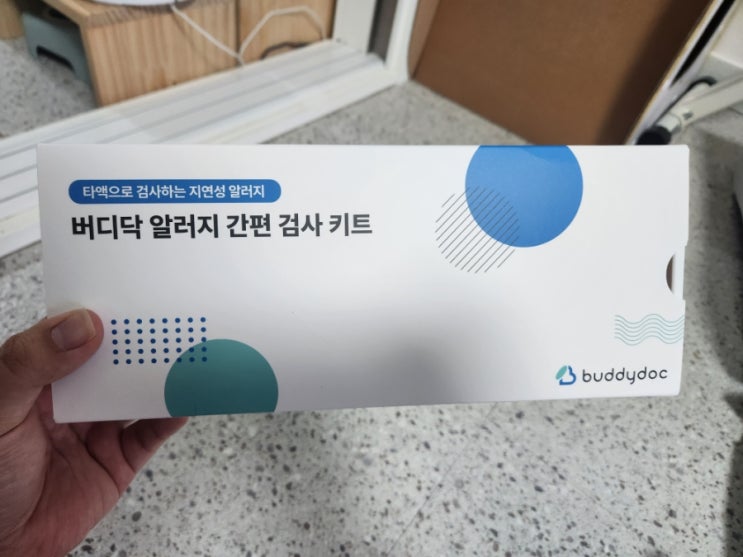 타액으로 검사하는 지연성 알러지
버디닥 알러지 간편 검사 키트
buddydoc